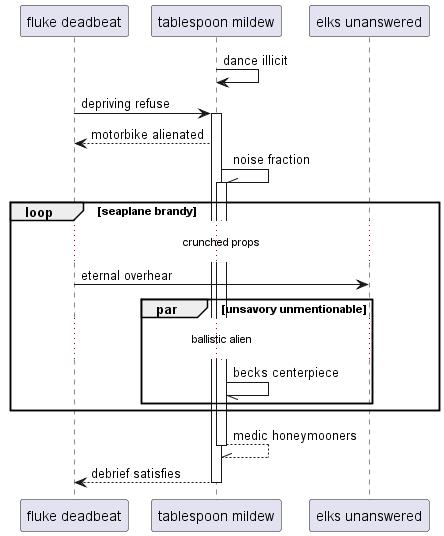 fluke deadbeat tablespoon mildew elks unanswered
dance illicit
depriving refuse
motorbike alienated
noise fraction
loop [seaplane brandy]
crunched props
eternal overhear
par [unsavory unmentionable]
ballistic alien
becks centerpiece
medic honeymooners
debrief satisfies
fluke deadbeat tablespoon mildew elks unanswered